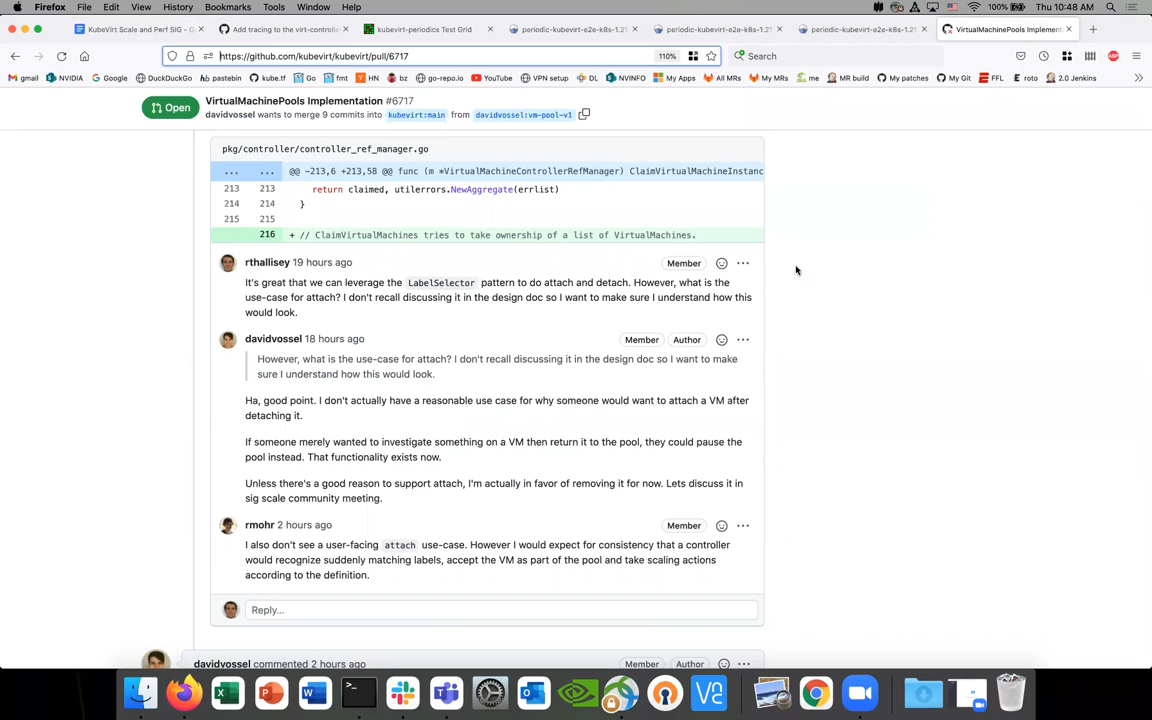 Firefox File Edit View History Bookmarks Tools Window Help 100% Thu 10:48 AM
KubeVirt Scale and Perf SIG - G Add tracing to the virt-controlle kubevirt-periodics Test Grid periodic-kubevirt-e2e-k8s-1.21 periodic-kubevirt-e2e-k8s-1.21 periodic-kubevirt-e2e-k8s-1.21 VirtualMachinePools Implement
https://github.com/kubevirt/kubevirt/pull/6717 110% Search
gmail NVIDIA Google DuckDuckGo pastebin kube.tf Go fmt HN bz go-repo.io YouTube VPN setup DL NVINFO My Apps All MRs My MRs me MR build My patches My Git FFL roto 2.0 Jenkins
Open
VirtualMachinePools Implementation #6717
davidvossel wants to merge 9 commits into kubevirt:main from davidvossel:vm-pool-v1
pkg/controller/controller_ref_manager.go
... ... @@ -213,6 +213,58 @@ func (m *VirtualMachineControllerRefManager) ClaimVirtualMachineInstanc
213 213 return claimed, utilerrors.NewAggregate(errlist)
214 214 }
215 215
216 + // ClaimVirtualMachines tries to take ownership of a list of VirtualMachines.
rthallisey 19 hours ago Member
It's great that we can leverage the LabelSelector pattern to do attach and detach. However, what is the
use-case for attach? I don't recall discussing it in the design doc so I want to make sure I understand how this
would look.
davidvossel 18 hours ago Member Author
However, what is the use-case for attach? I don't recall discussing it in the design doc so I want to make
sure I understand how this would look.
Ha, good point. I don't actually have a reasonable use case for why someone would want to attach a VM after
detaching it.
If someone merely wanted to investigate something on a VM then return it to the pool, they could pause the
pool instead. That functionality exists now.
Unless there's a good reason to support attach, I'm actually in favor of removing it for now. Lets discuss it in
sig scale community meeting.
rmohr 2 hours ago Member
I also don't see a user-facing attach use-case. However I would expect for consistency that a controller
would recognize suddenly matching labels, accept the VM as part of the pool and take scaling actions
according to the definition.
Reply...
davidvossel commented 2 hours ago Member Author